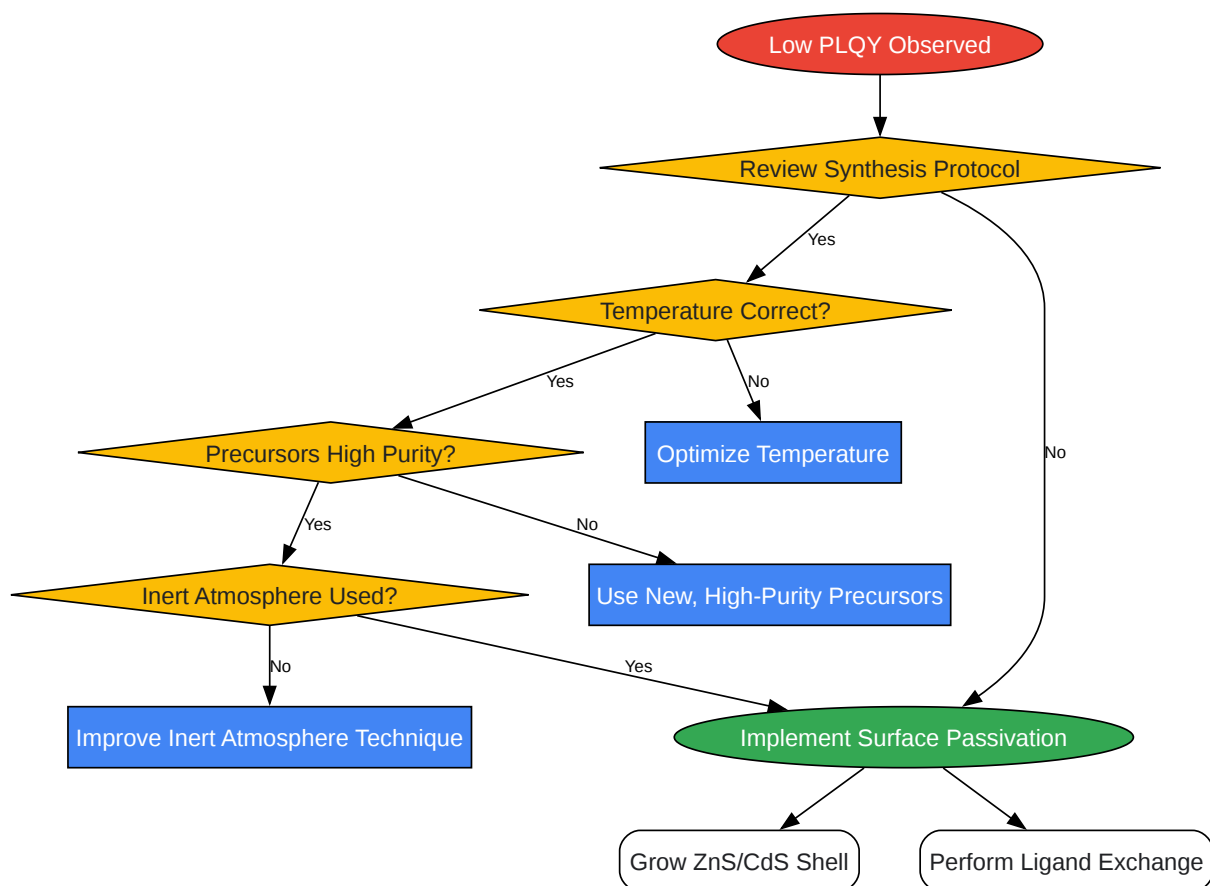 Low PLQY Observed
Review Synthesis Protocol
Yes
Temperature Correct?
Yes
No
Precursors High Purity?
Optimize Temperature
No
Yes
No
Inert Atmosphere Used?
Use New, High-Purity Precursors
No
Yes
Improve Inert Atmosphere Technique
Implement Surface Passivation
Grow ZnS/CdS Shell
Perform Ligand Exchange